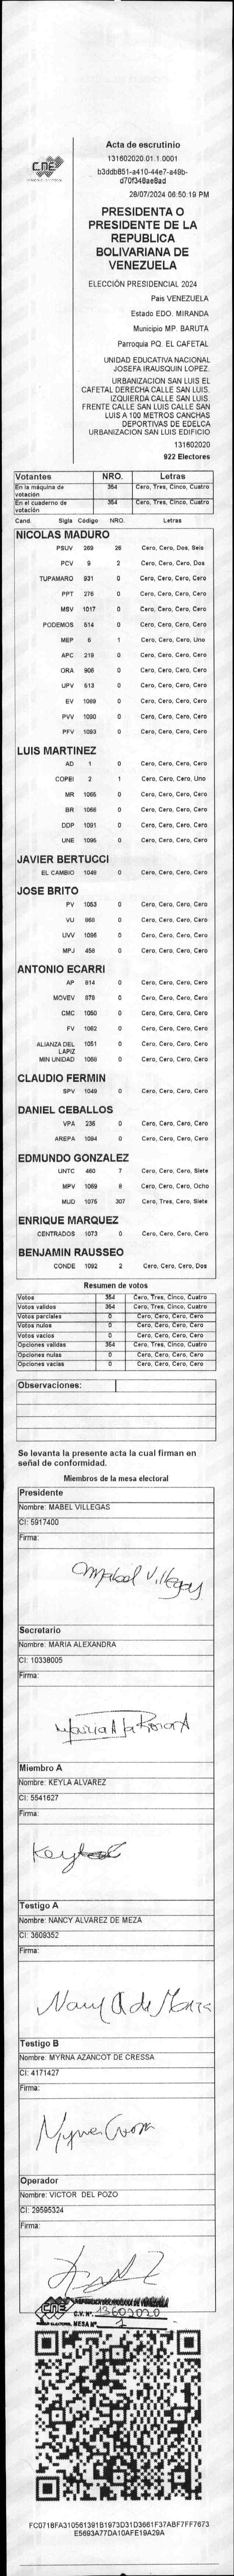 CNE
Acta de escrutinio
131602020.01.1.0001
b3ddb851-a410-44e7-a49b-
d70f348ae8ad
28/07/2024 06:50:19 PM
PRESIDENTA O
PRESIDENTE DE LA
REPUBLICA
BOLIVARIANA DE
VENEZUELA
ELECCIÓN PRESIDENCIAL 2024
Pais VENEZUELA
Estado EDO. MIRANDA
Municipio MP. BARUTA
Parroquia PQ. EL CAFETAL
UNIDAD EDUCATIVA NACIONAL
JOSEFA IRAUSQUIN LOPEZ.
URBANIZACION SAN LUIS EL
CAFETAL DERECHA CALLE SAN LUIS.
IZQUIERDA CALLE SAN LUIS.
FRENTE CALLE SAN LUIS CALLE SAN
LUIS A 100 METROS CANCHAS
DEPORTIVAS DE EDELCA
URBANIZACION SAN LUIS EDIFICIO
131602020
922 Electores
Votantes NRO. Letras
En la máquina de votación 354 Cero, Tres, Cinco, Cuatro
En el cuaderno de votación 354 Cero, Tres, Cinco, Cuatro
Cand. Sigla Código NRO. Letras
NICOLAS MADURO
PSUV 269 26 Cero, Cero, Dos, Seis
PCV 9 2 Cero, Cero, Cero, Dos
TUPAMARO 931 0 Cero, Cero, Cero, Cero
PPT 276 0 Cero, Cero, Cero, Cero
MSV 1017 0 Cero, Cero, Cero, Cero
PODEMOS 514 0 Cero, Cero, Cero, Cero
MEP 6 1 Cero, Cero, Cero, Uno
APC 219 0 Cero, Cero, Cero, Cero
ORA 906 0 Cero, Cero, Cero, Cero
UPV 513 0 Cero, Cero, Cero, Cero
EV 1089 0 Cero, Cero, Cero, Cero
PVV 1090 0 Cero, Cero, Cero, Cero
PFV 1093 0 Cero, Cero, Cero, Cero
LUIS MARTINEZ
AD 1 0 Cero, Cero, Cero, Cero
COPEI 2 1 Cero, Cero, Cero, Uno
MR 1065 0 Cero, Cero, Cero, Cero
BR 1066 0 Cero, Cero, Cero, Cero
DDP 1091 0 Cero, Cero, Cero, Cero
UNE 1095 0 Cero, Cero, Cero, Cero
JAVIER BERTUCCI
EL CAMBIO 1048 0 Cero, Cero, Cero, Cero
JOSE BRITO
PV 1053 0 Cero, Cero, Cero, Cero
VU 868 0 Cero, Cero, Cero, Cero
UVV 1096 0 Cero, Cero, Cero, Cero
MPJ 458 0 Cero, Cero, Cero, Cero
ANTONIO ECARRI
AP 814 0 Cero, Cero, Cero, Cero
MOVEV 878 0 Cero, Cero, Cero, Cero
CMC 1050 0 Cero, Cero, Cero, Cero
FV 1062 0 Cero, Cero, Cero, Cero
ALIANZA DEL LAPIZ 1051 0 Cero, Cero, Cero, Cero
MIN UNIDAD 1068 0 Cero, Cero, Cero, Cero
CLAUDIO FERMIN
SPV 1049 0 Cero, Cero, Cero, Cero
DANIEL CEBALLOS
VPA 235 0 Cero, Cero, Cero, Cero
AREPA 1094 0 Cero, Cero, Cero, Cero
EDMUNDO GONZALEZ
UNTC 460 7 Cero, Cero, Cero, Siete
MPV 1059 8 Cero, Cero, Cero, Ocho
MUD 1075 307 Cero, Tres, Cero, Siete
ENRIQUE MARQUEZ
CENTRADOS 1073 0 Cero, Cero, Cero, Cero
BENJAMIN RAUSSEO
CONDE 1092 2 Cero, Cero, Cero, Dos
Resumen de votos
Votos 354 Cero, Tres, Cinco, Cuatro
Votos validos 354 Cero, Tres, Cinco, Cuatro
Votos parciales 0 Cero, Cero, Cero, Cero
Votos nulos 0 Cero, Cero, Cero, Cero
Votos vacios 0 Cero, Cero, Cero, Cero
Opciones validas 354 Cero, Tres, Cinco, Cuatro
Opciones nulas 0 Cero, Cero, Cero, Cero
Opciones vacias 0 Cero, Cero, Cero, Cero
Observaciones:
Se levanta la presente acta la cual firman en
señal de conformidad.
Miembros de la mesa electoral
Presidente
Nombre: MABEL VILLEGAS
CI: 5917400
Firma:
Mabel Villegas
Secretario
Nombre: MARIA ALEXANDRA
CI: 10338005
Firma:
Miembro A
Nombre: KEYLA ALVAREZ
CI: 5541627
Firma:
Testigo A
Nombre: NANCY ALVAREZ DE MEZA
CI: 3609352
Firma:
Testigo B
Nombre: MYRNA AZANCOT DE CRESSA
CI: 4171427
Firma:
Operador
Nombre: VICTOR DEL POZO
CI: 29595324
Firma:
CNE REPÚBLICA BOLIVARIANA DE VENEZUELA
C.V. Nº. 131602020
MESA Nº 1
FC0718FA310561391B1973D31D3661F37ABF7FF7673
E5693A77DA10AFE19A29A